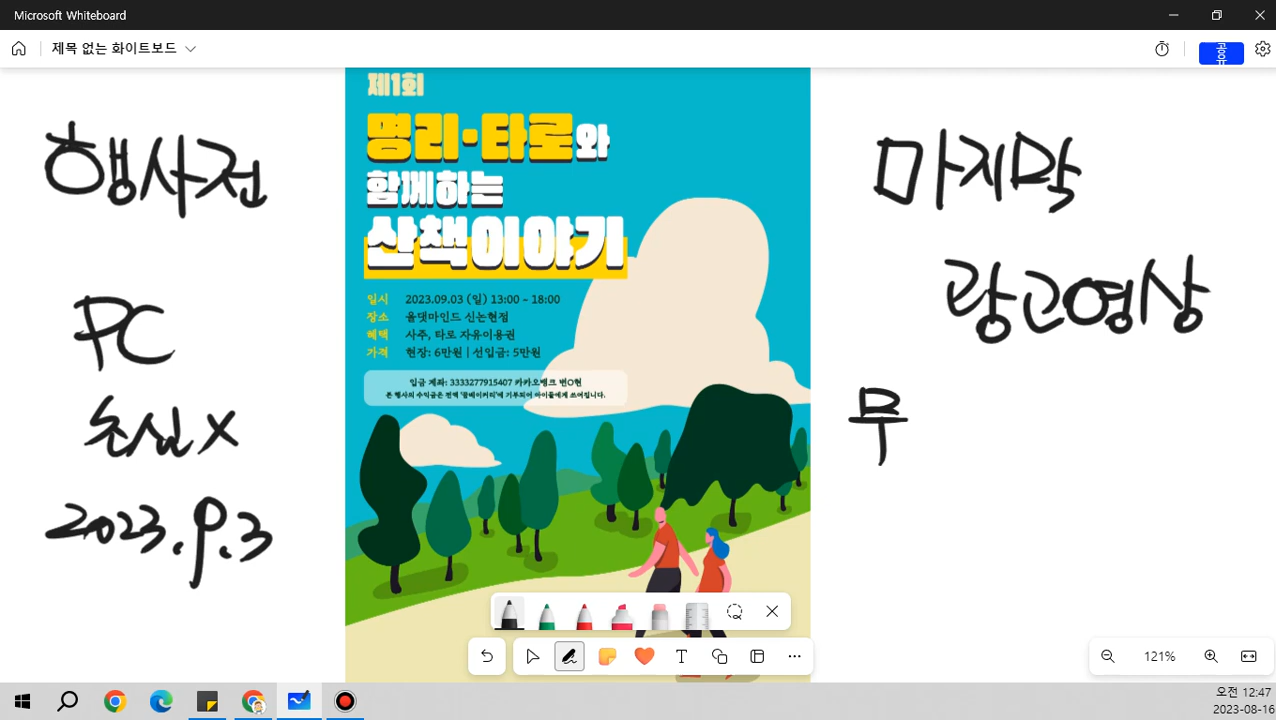 Microsoft Whiteboard
제목 없는 화이트보드
공유
행사전
PC
초심X
2023.9.3
제1회
명리·타로와
함께하는
산책이야기
일시 2023.09.03 (일) 13:00 - 18:00
장소 율댓마인드 신논현점
혜택 사주, 타로 자유이용권
가격 현장: 6만원 | 선입금: 5만원
입금 계좌: 3333277915407 카카오뱅크 변O현
본 행사의 수익금은 전액 '꿈베이커리'에 기부되어 아이들에게 쓰여집니다.
마지막
광고영상
무
121%
오전 12:47
2023-08-16